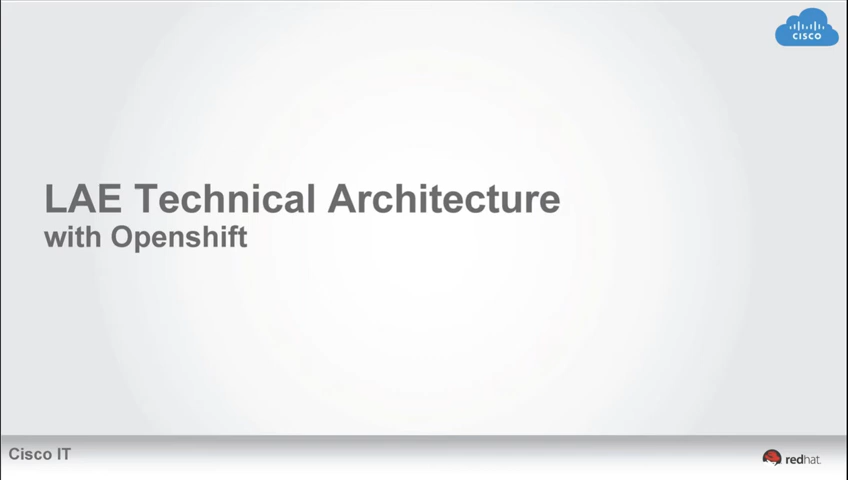 CISCO
LAE Technical Architecture
with Openshift
Cisco IT
redhat.